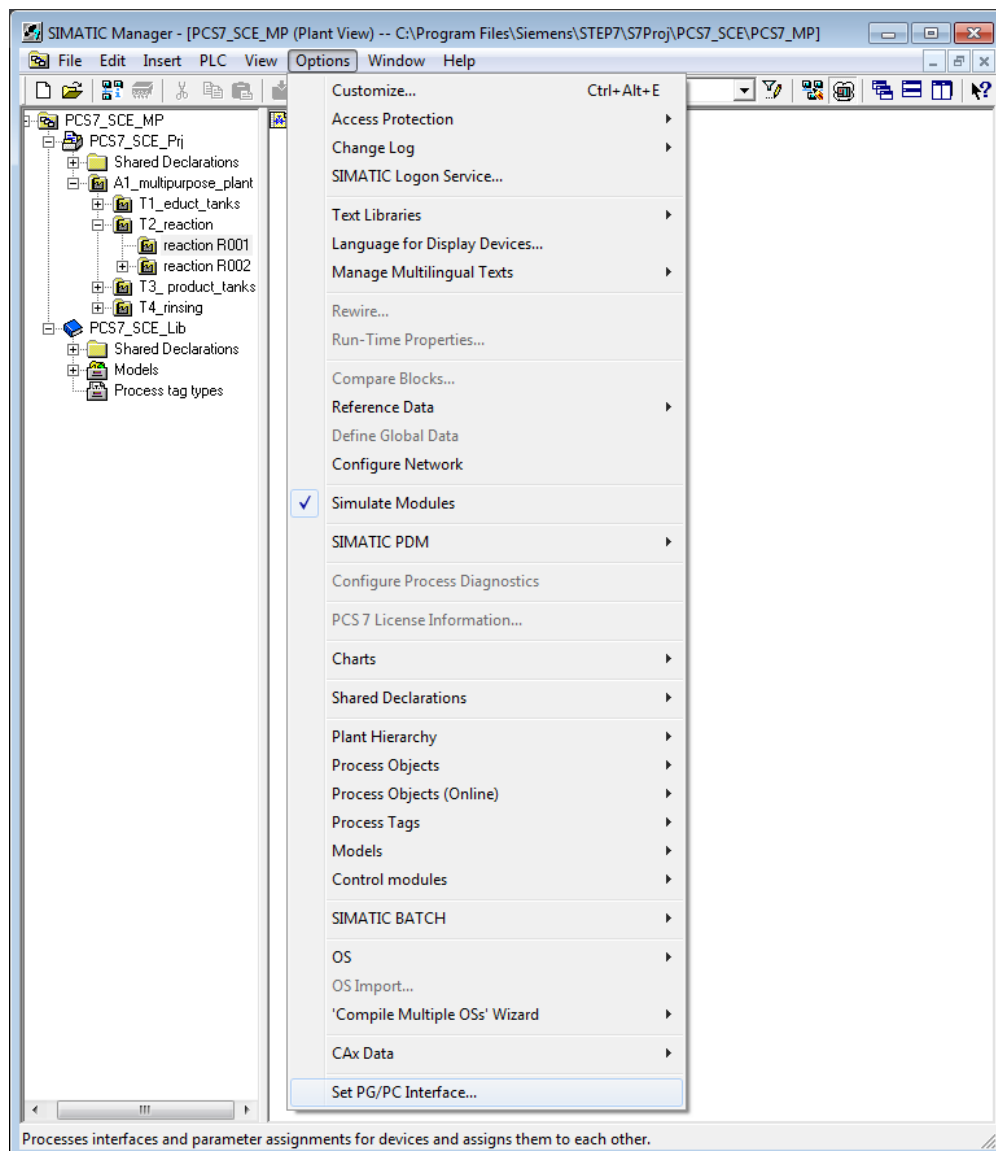 SIMATIC Manager - [PCS7_SCE_MP (Plant View) -- C:\Program Files\Siemens\STEP7\S7Proj\PCS7_SCE\PCS7_MP]
File Edit Insert PLC View Options Window Help
PCS7_SCE_MP
PCS7_SCE_Prj
Shared Declarations
A1_multipurpose_plant
T1_educt_tanks
T2_reaction
reaction R001
reaction R002
T3_ product_tanks
T4_rinsing
PCS7_SCE_Lib
Shared Declarations
Models
Process tag types
Customize... Ctrl+Alt+E
Access Protection
Change Log
SIMATIC Logon Service...
Text Libraries
Language for Display Devices...
Manage Multilingual Texts
Rewire...
Run-Time Properties...
Compare Blocks...
Reference Data
Define Global Data
Configure Network
Simulate Modules
SIMATIC PDM
Configure Process Diagnostics
PCS 7 License Information...
Charts
Shared Declarations
Plant Hierarchy
Process Objects
Process Objects (Online)
Process Tags
Models
Control modules
SIMATIC BATCH
OS
OS Import...
'Compile Multiple OSs' Wizard
CAx Data
Set PG/PC Interface...
Processes interfaces and parameter assignments for devices and assigns them to each other.